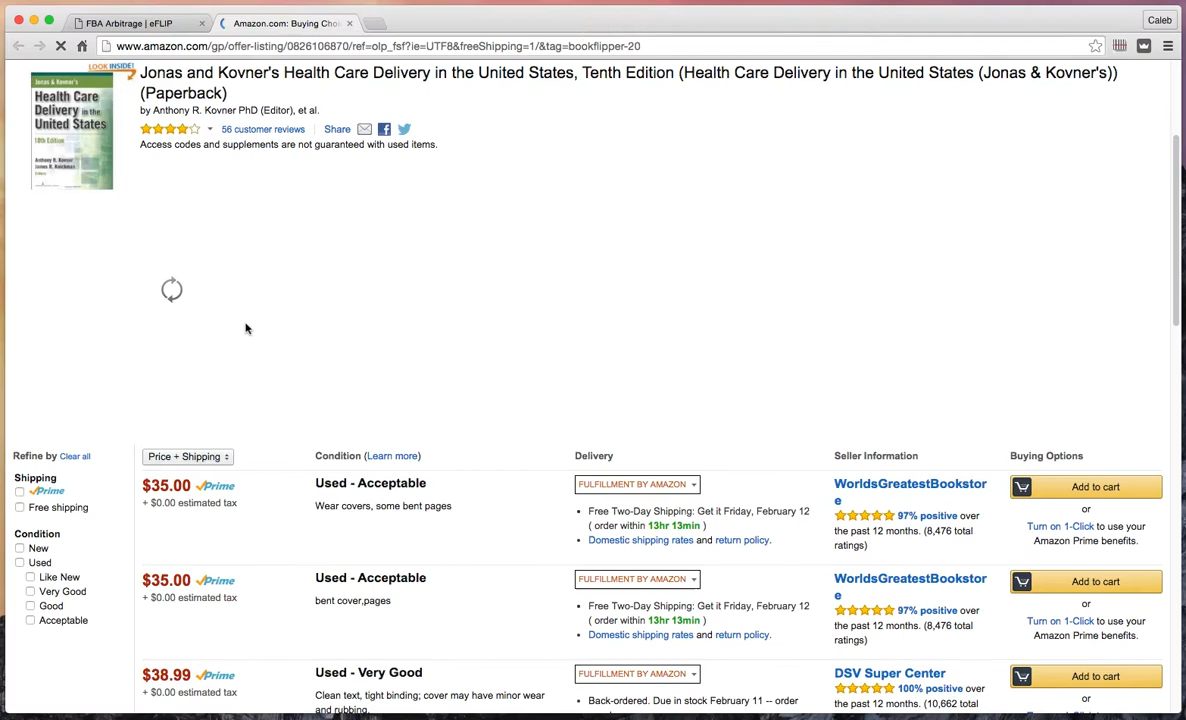 FBA Arbitrage | eFLIP
Amazon.com: Buying Choi
Caleb
www.amazon.com/gp/offer-listing/0826106870/ref=olp_fsf?ie=UTF8&freeShipping=1/&tag=bookflipper-20
LOOK INSIDE!
Jonas & Kovner's
Health Care
Delivery in the
United States
10th Edition
Jonas and Kovner's Health Care Delivery in the United States, Tenth Edition (Health Care Delivery in the United States (Jonas & Kovner's))
(Paperback)
by Anthony R. Kovner PhD (Editor), et al.
56 customer reviews
Share
Access codes and supplements are not guaranteed with used items.
Refine by Clear all
Price + Shipping
Condition (Learn more)
Delivery
Seller Information
Buying Options
Shipping
Prime
Free shipping
Condition
New
Used
Like New
Very Good
Good
Acceptable
$35.00 Prime
+ $0.00 estimated tax
Used - Acceptable
Wear covers, some bent pages
FULFILLMENT BY AMAZON
• Free Two-Day Shipping: Get it Friday, February 12
( order within 13hr 13min )
• Domestic shipping rates and return policy.
WorldsGreatestBookstor
e
97% positive over
the past 12 months. (8,476 total
ratings)
Add to cart
or
Turn on 1-Click to use your
Amazon Prime benefits.
$35.00 Prime
+ $0.00 estimated tax
Used - Acceptable
bent cover,pages
FULFILLMENT BY AMAZON
• Free Two-Day Shipping: Get it Friday, February 12
( order within 13hr 13min )
• Domestic shipping rates and return policy.
WorldsGreatestBookstor
e
97% positive over
the past 12 months. (8,476 total
ratings)
Add to cart
or
Turn on 1-Click to use your
Amazon Prime benefits.
$38.99 Prime
+ $0.00 estimated tax
Used - Very Good
Clean text, tight binding; cover may have minor wear
and rubbing.
FULFILLMENT BY AMAZON
• Back-ordered. Due in stock February 11 -- order
DSV Super Center
100% positive over
the past 12 months. (10,662 total
Add to cart
or